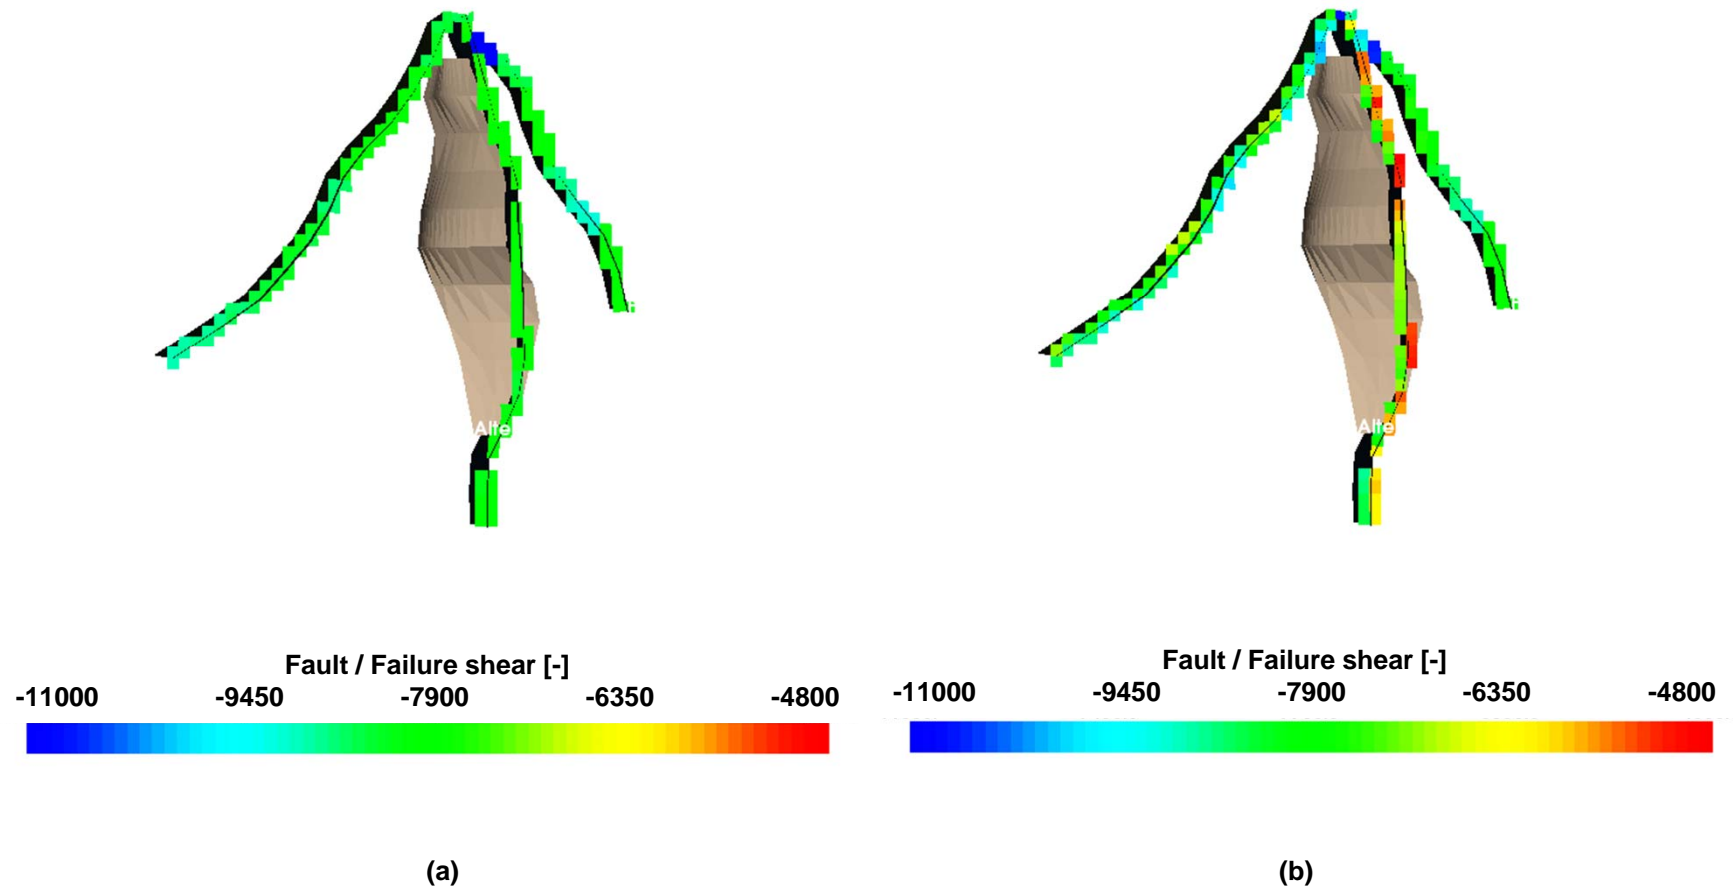 Alte
Alte
Fault / Failure shear [-]
-11000 -9450 -7900 -6350 -4800
Fault / Failure shear [-]
-11000 -9450 -7900 -6350 -4800
(a)
(b)